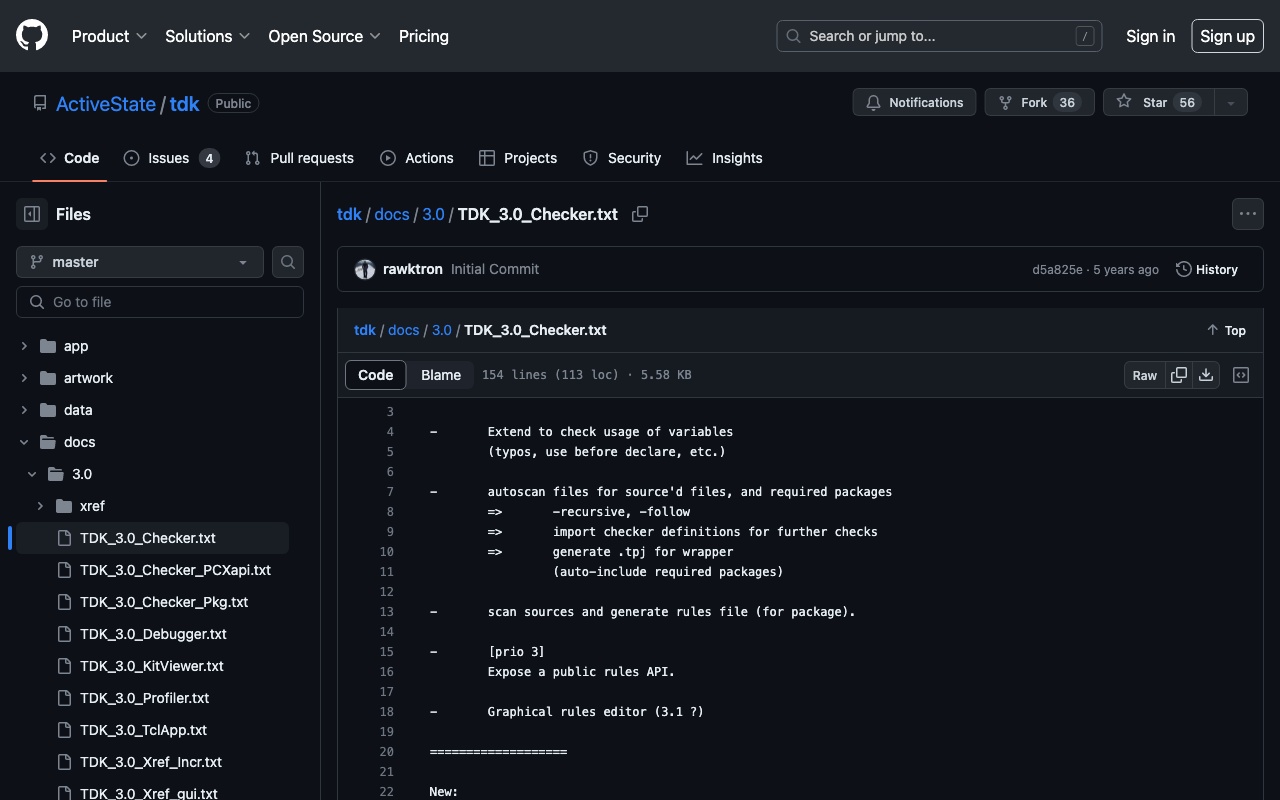 Product Solutions Open Source Pricing Search or jump to... / Sign in Sign up
ActiveState / tdk Public Notifications Fork 36 Star 56
Code Issues 4 Pull requests Actions Projects Security Insights
Files
master
Go to file
app
artwork
data
docs
3.0
xref
TDK_3.0_Checker.txt
TDK_3.0_Checker_PCXapi.txt
TDK_3.0_Checker_Pkg.txt
TDK_3.0_Debugger.txt
TDK_3.0_KitViewer.txt
TDK_3.0_Profiler.txt
TDK_3.0_TclApp.txt
TDK_3.0_Xref_Incr.txt
TDK_3.0_Xref_gui.txt
tdk / docs / 3.0 / TDK_3.0_Checker.txt
rawktron Initial Commit d5a825e · 5 years ago History
tdk / docs / 3.0 / TDK_3.0_Checker.txt Top
Code Blame 154 lines (113 loc) · 5.58 KB Raw
3
4 - Extend to check usage of variables
5 (typos, use before declare, etc.)
6
7 - autoscan files for source'd files, and required packages
8 => -recursive, -follow
9 => import checker definitions for further checks
10 => generate .tpj for wrapper
11 (auto-include required packages)
12
13 - scan sources and generate rules file (for package).
14
15 - [prio 3]
16 Expose a public rules API.
17
18 - Graphical rules editor (3.1 ?)
19
20 ===================
21
22 New: